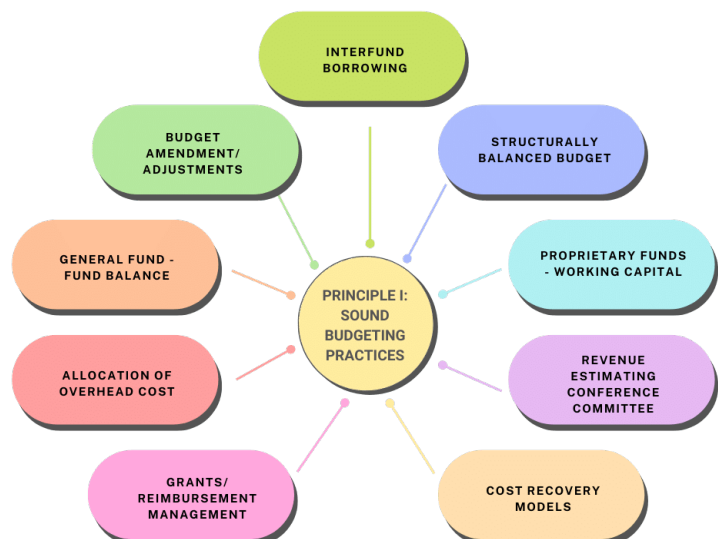 INTERFUND
BORROWING
BUDGET
AMENDMENT/
ADJUSTMENTS
STRUCTURALLY
BALANCED BUDGET
GENERAL FUND -
FUND BALANCE
PROPRIETARY FUNDS
- WORKING CAPITAL
PRINCIPLE I:
SOUND
BUDGETING
PRACTICES
ALLOCATION OF
OVERHEAD COST
REVENUE
ESTIMATING
CONFERENCE
COMMITTEE
GRANTS/
REIMBURSEMENT
MANAGEMENT
COST RECOVERY
MODELS